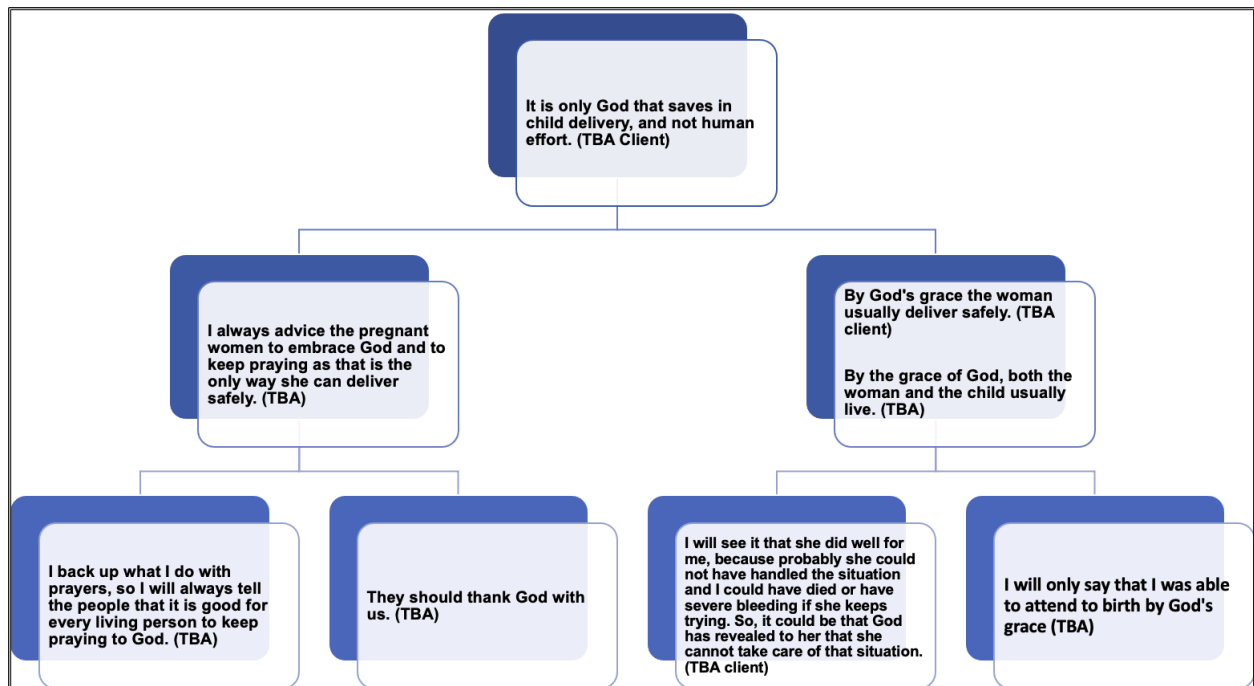 It is only God that saves in
child delivery, and not human
effort. (TBA Client)
I always advice the pregnant
women to embrace God and to
keep praying as that is the
only way she can deliver
safely. (TBA)
By God's grace the woman
usually deliver safely. (TBA
client)
By the grace of God, both the
woman and the child usually
live. (TBA)
I back up what I do with
prayers, so I will always tell
the people that it is good for
every living person to keep
praying to God. (TBA)
They should thank God with
us. (TBA)
I will see it that she did well for
me, because probably she could
not have handled the situation
and I could have died or have
severe bleeding if she keeps
trying. So, it could be that God
has revealed to her that she
cannot take care of that situation.
(TBA client)
I will only say that I was able
to attend to birth by God's
grace (TBA)